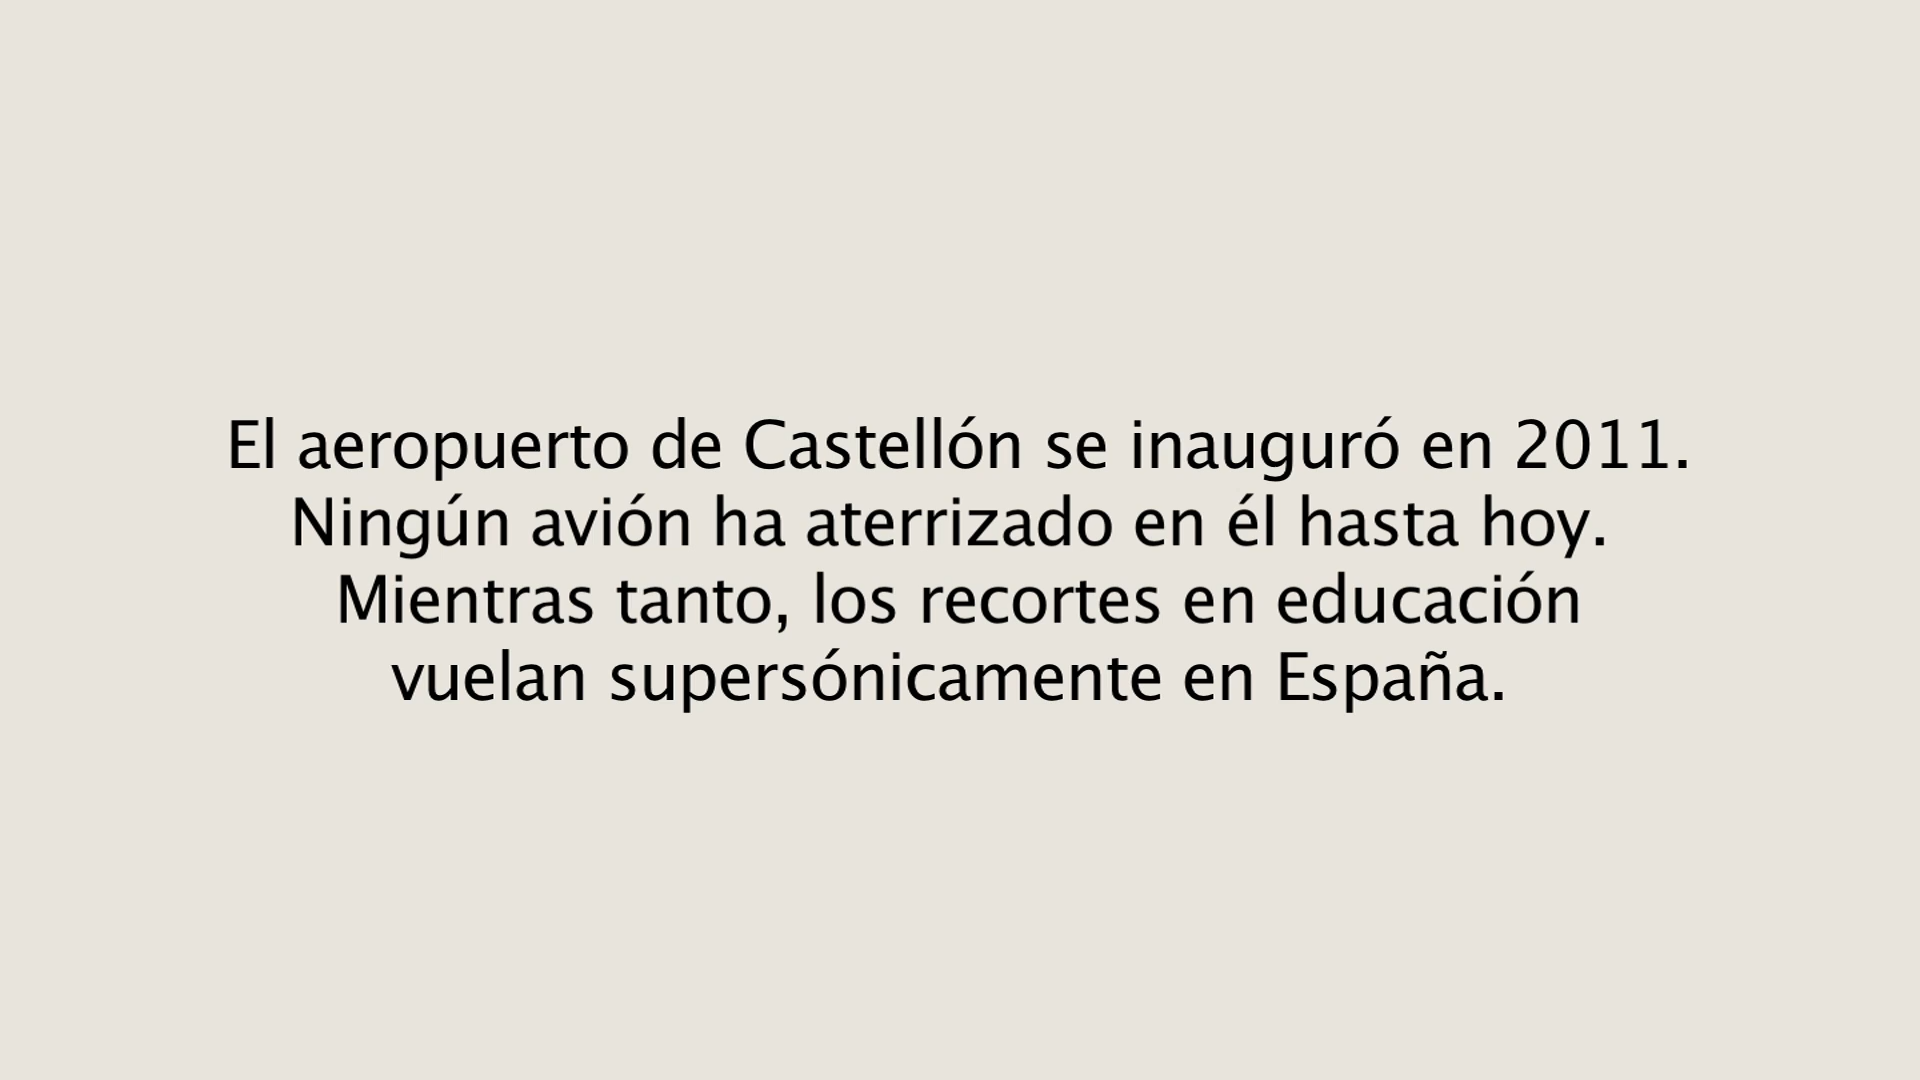 El aeropuerto de Castellón se inauguró en 2011.
Ningún avión ha aterrizado en él hasta hoy.
Mientras tanto, los recortes en educación
vuelan supersónicamente en España.